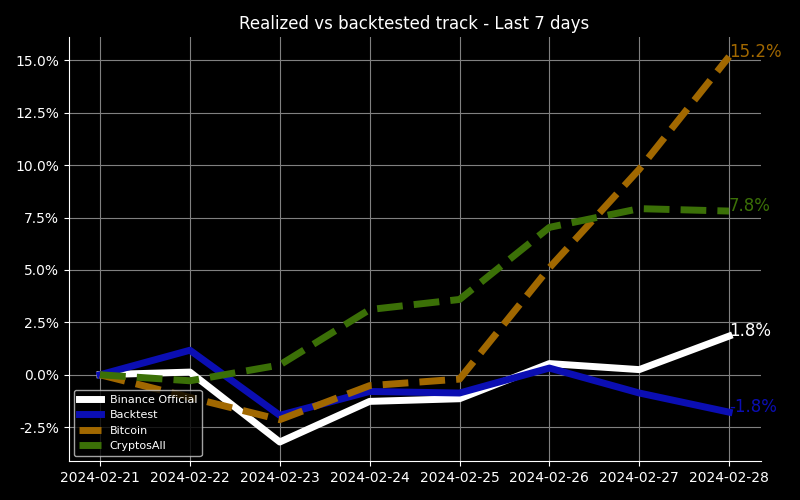 Realized vs backtested track - Last 7 days
15.0%
12.5%
10.0%
7.5%
5.0%
2.5%
0.0%
-2.5%
15.2%
7.8%
1.8%
-1.8%
Binance Offical
Backtest
Bitcoin
CryptosAll
2024-02-21 2024-02-22 2024-02-23 2024-02-24 2024-02-25 2024-02-26 2024-02-27 2024-02-28